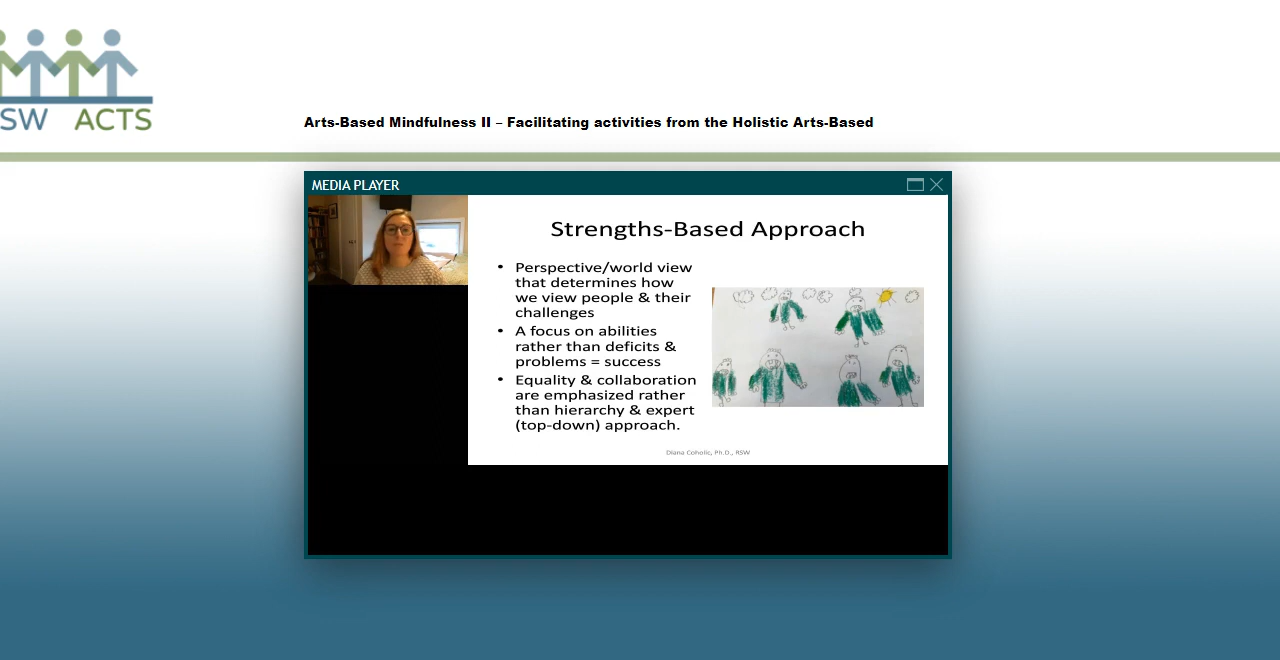 SW ACTS
Arts-Based Mindfulness II – Facilitating activities from the Holistic Arts-Based
MEDIA PLAYER
Strengths-Based Approach
• Perspective/world view
that determines how
we view people & their
challenges
• A focus on abilities
rather than deficits &
problems = success
• Equality & collaboration
are emphasized rather
than hierarchy & expert
(top-down) approach.
Diana Coholic, Ph.D., RSW